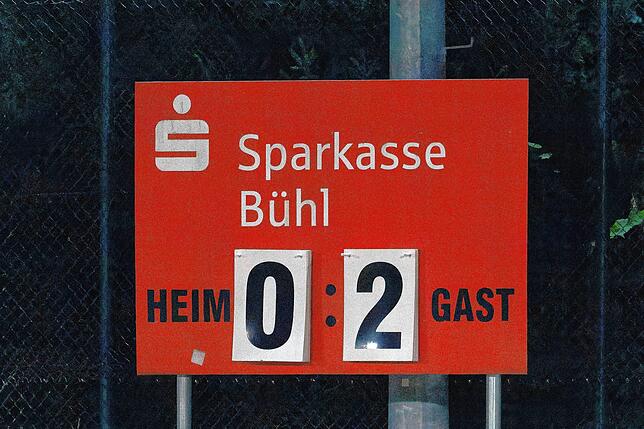 Sparkasse
Bühl
HEIM 0 : 2 GAST